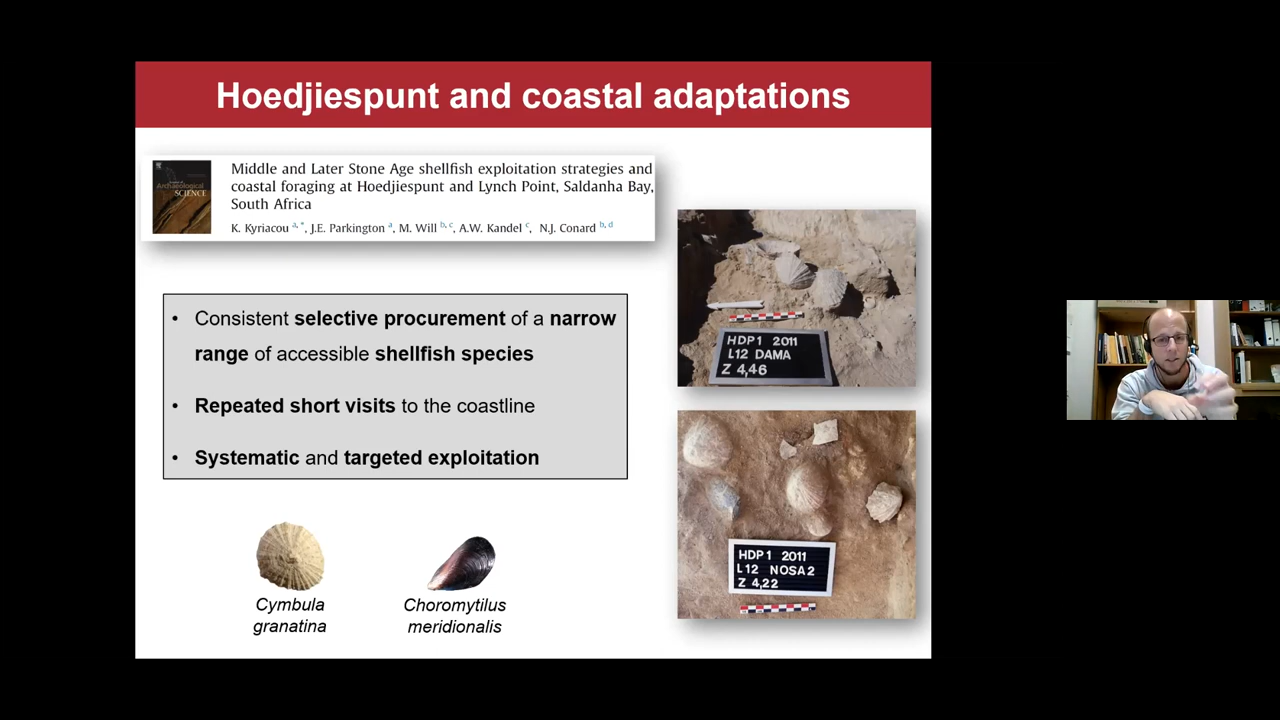 Hoedjiespunt and coastal adaptations
Archaeological
SCIENCE
Middle and Later Stone Age shellfish exploitation strategies and
coastal foraging at Hoedjiespunt and Lynch Point, Saldanha Bay,
South Africa
K. Kyriacou a, *, J.E. Parkington a, M. Will b, c, A.W. Kandel c, N.J. Conard b, d
• Consistent selective procurement of a narrow
range of accessible shellfish species
• Repeated short visits to the coastline
• Systematic and targeted exploitation
Cymbula
granatina
Choromytilus
meridionalis
HDP1 2011
L12 DAMA
Z 4,46
HDP1 2011
L12 NOSA2
Z 4,22